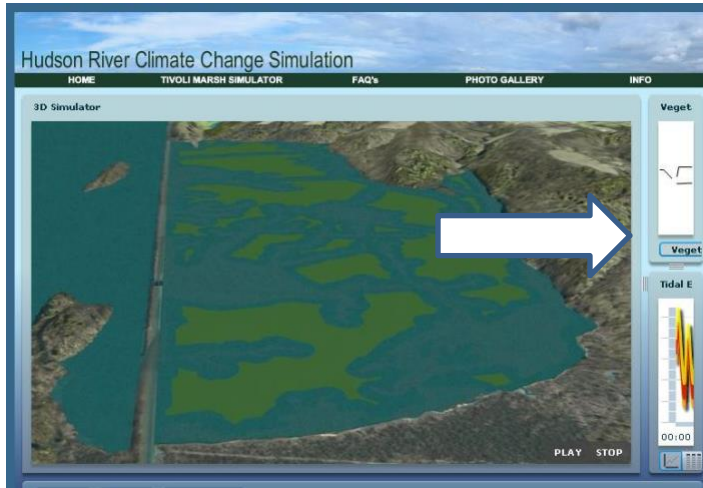 Hudson River Climate Change Simulation
HOME TIVOLI MARSH SIMULATOR FAQ's PHOTO GALLERY INFO
3D Simulator
Veget
Veget
Tidal E
00:00
PLAY STOP